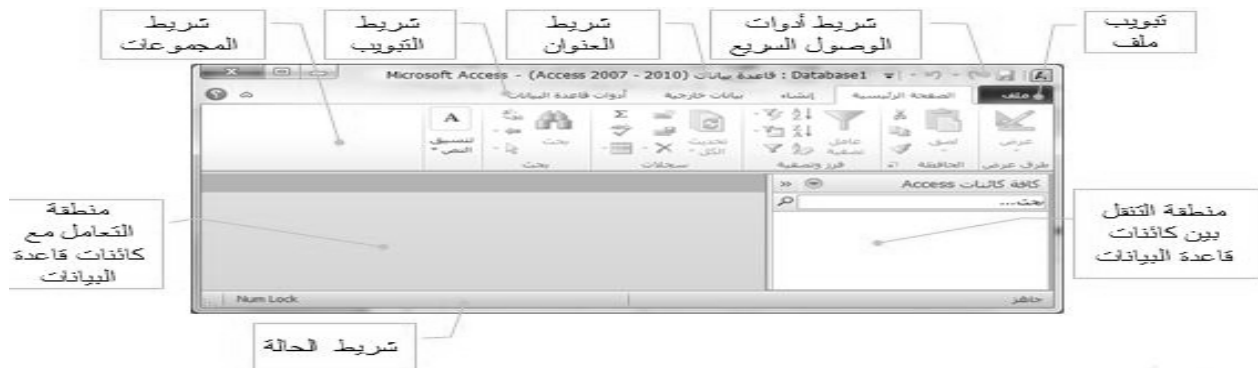 تبويب
ملف
شريط أدوات
الوصول السريع
شريط
العنوان
شريط
التبويب
شريط
المجموعات
Database1 : قاعدة بيانات (Access 2007 - 2010) - Microsoft Access
ملف الصفحة الرئيسية إنشاء بيانات خارجية أدوات قاعدة البيانات
عرض
لصق
عامل
تصفية
تحديث
الكل
بحث
تنسيق
النص
طرق عرض الحافظة فرز وتصفية سجلات بحث
كافة كائنات Access
بحث...
منطقة التنقل
بين كائنات
قاعدة البيانات
منطقة
التعامل مع
كائنات قاعدة
البيانات
جاهز
Num Lock
شريط الحالة